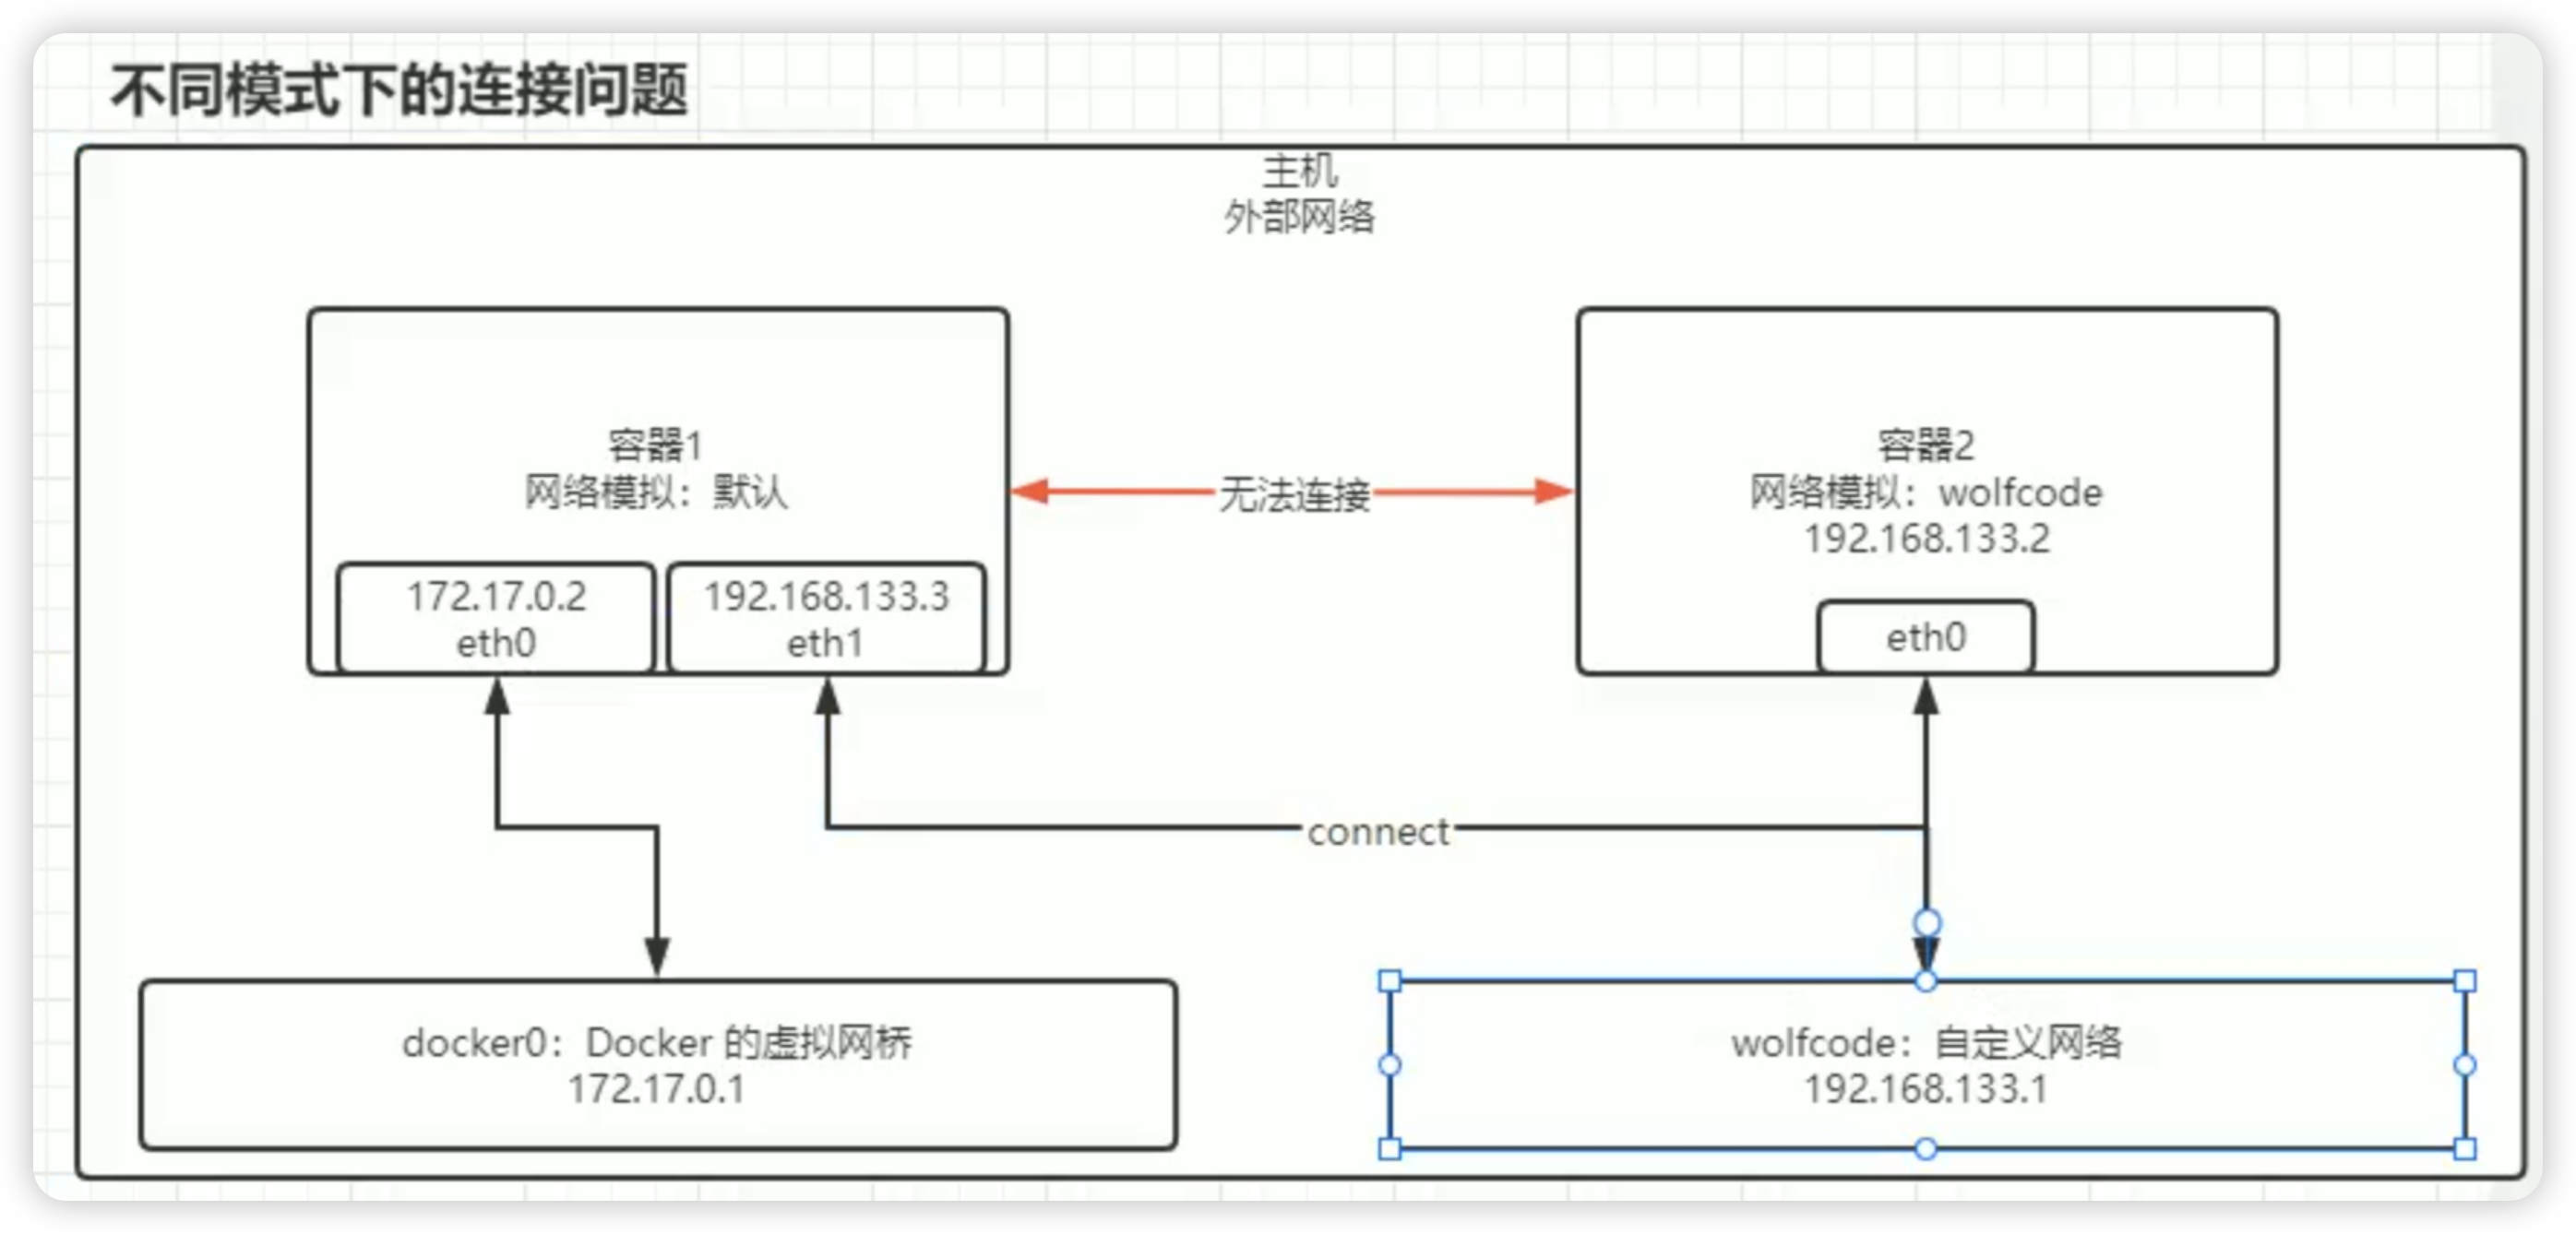 不同模式下的连接问题
主机
外部网络
容器1
网络模拟：默认
172.17.0.2
eth0
192.168.133.3
eth1
无法连接
容器2
网络模拟：wolfcode
192.168.133.2
eth0
connect
docker0：Docker 的虚拟网桥
172.17.0.1
wolfcode：自定义网络
192.168.133.1